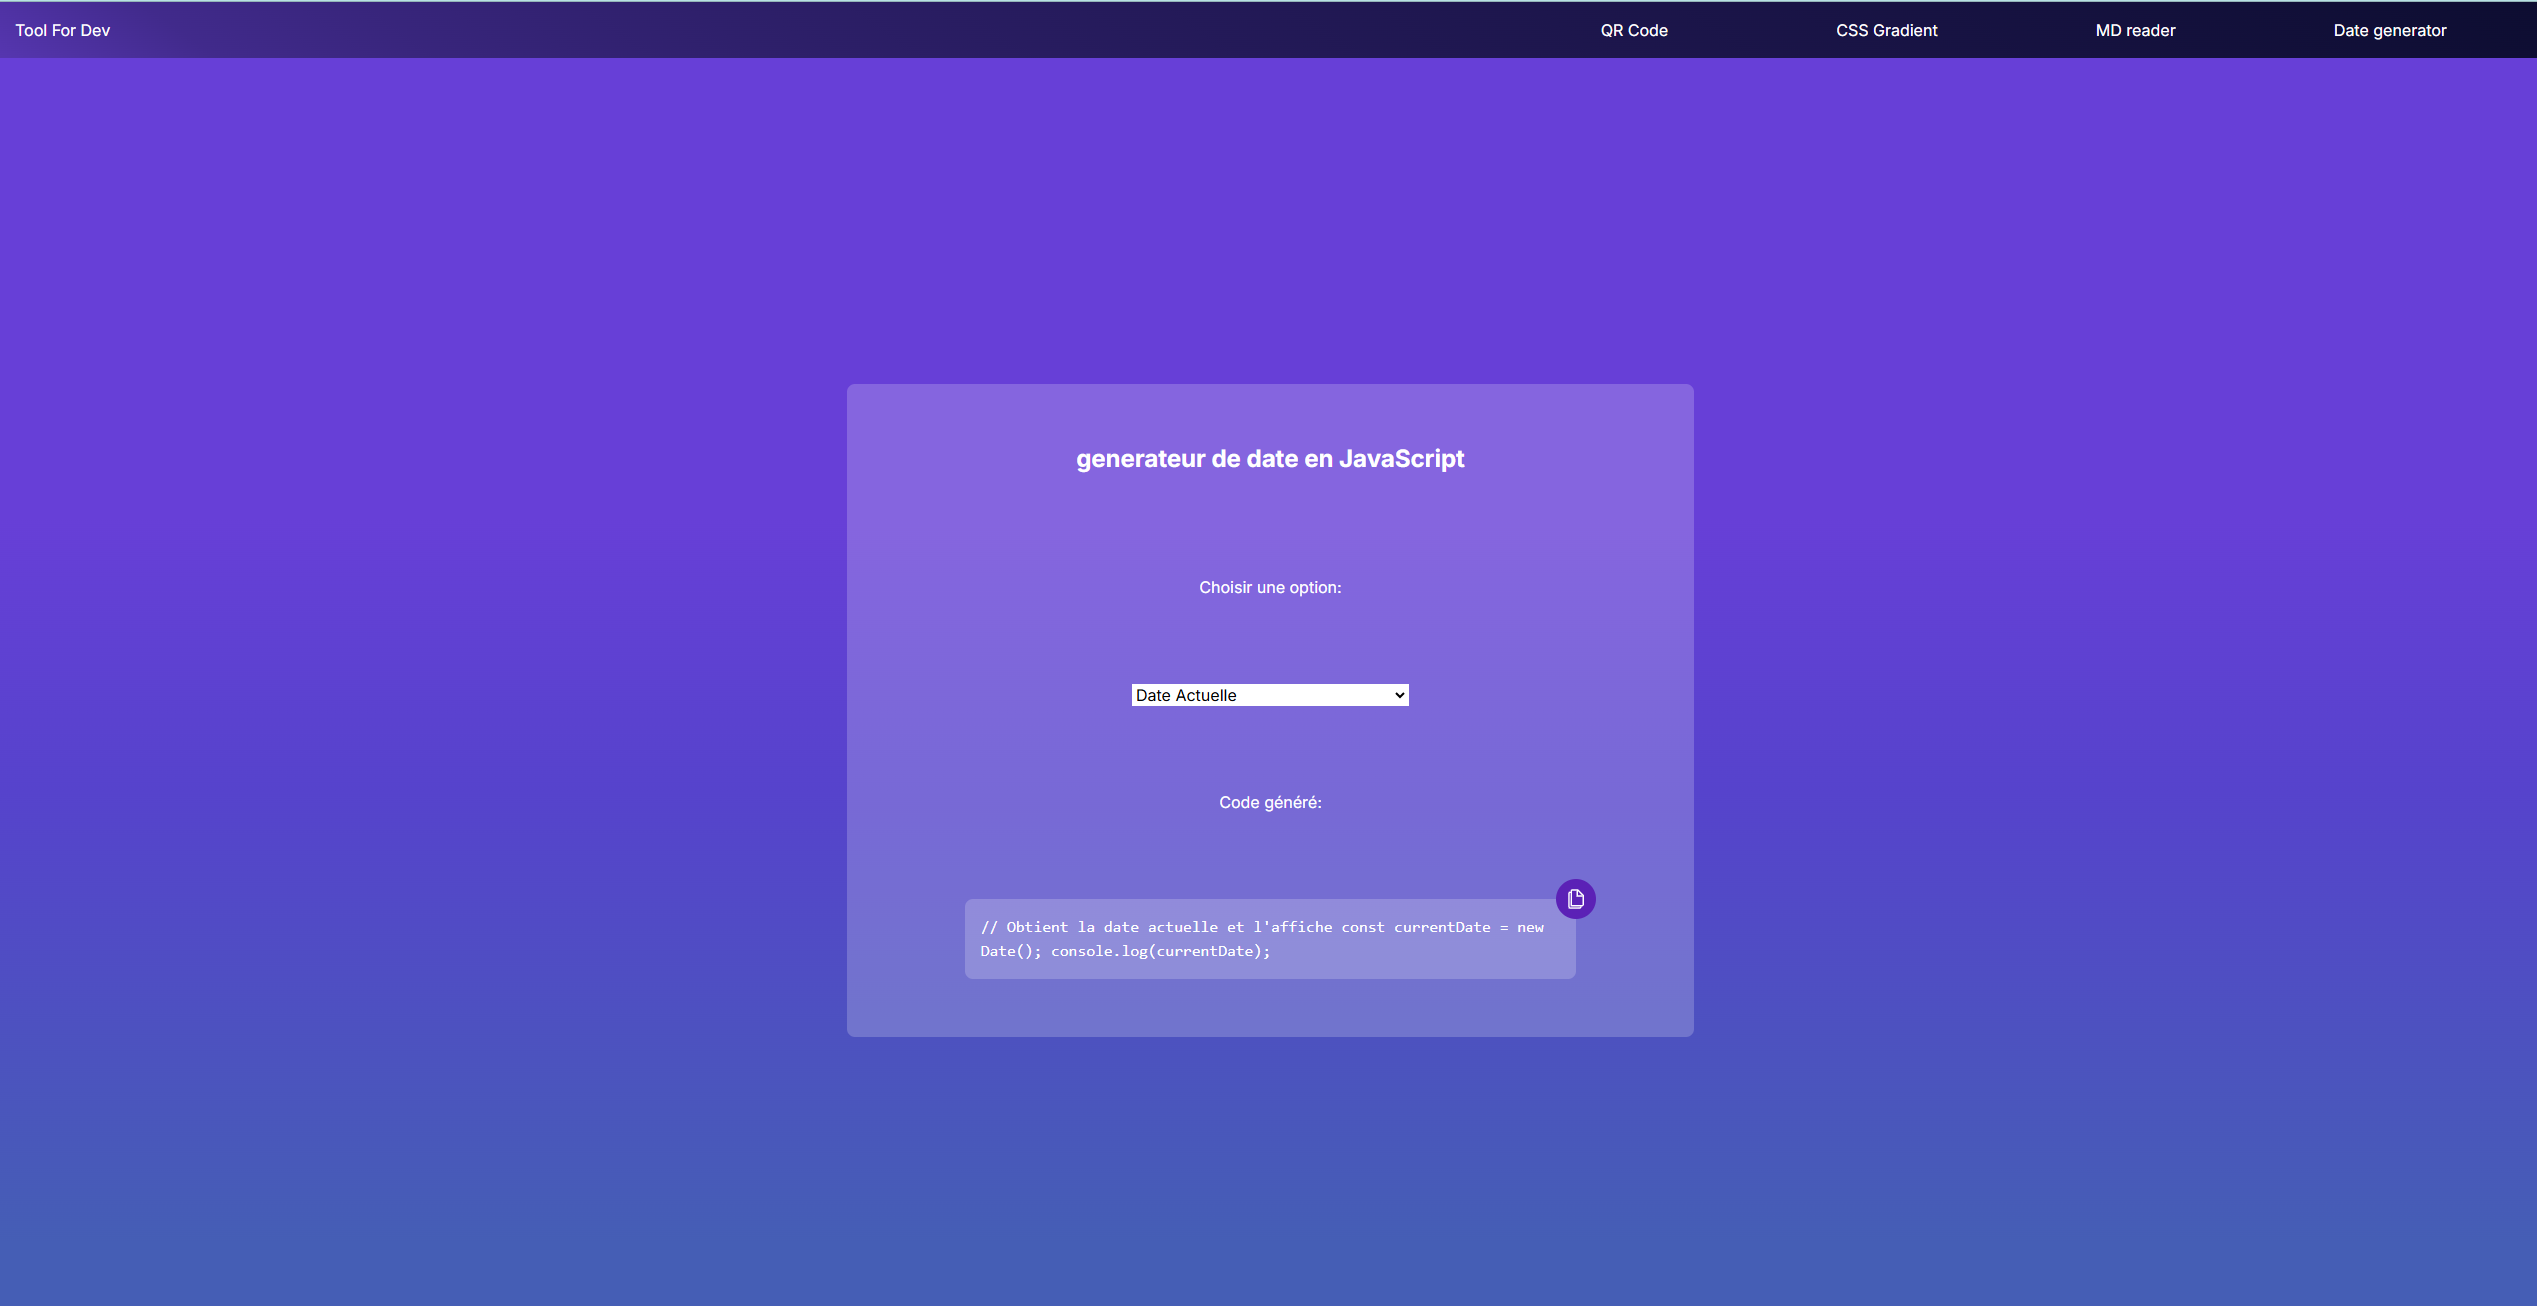 Tool For Dev
QR Code
CSS Gradient
MD reader
Date generator
generateur de date en JavaScript
Choisir une option:
Date Actuelle
Code généré:
// Obtient la date actuelle et l'affiche const currentDate = new
Date(); console.log(currentDate);